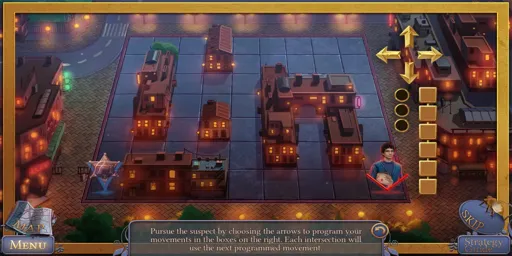 MENU
Pursue the suspect by choosing the arrows to program your
movements in the boxes on the right. Each intersection will
use the next programmed movement
SKIP
Strategy